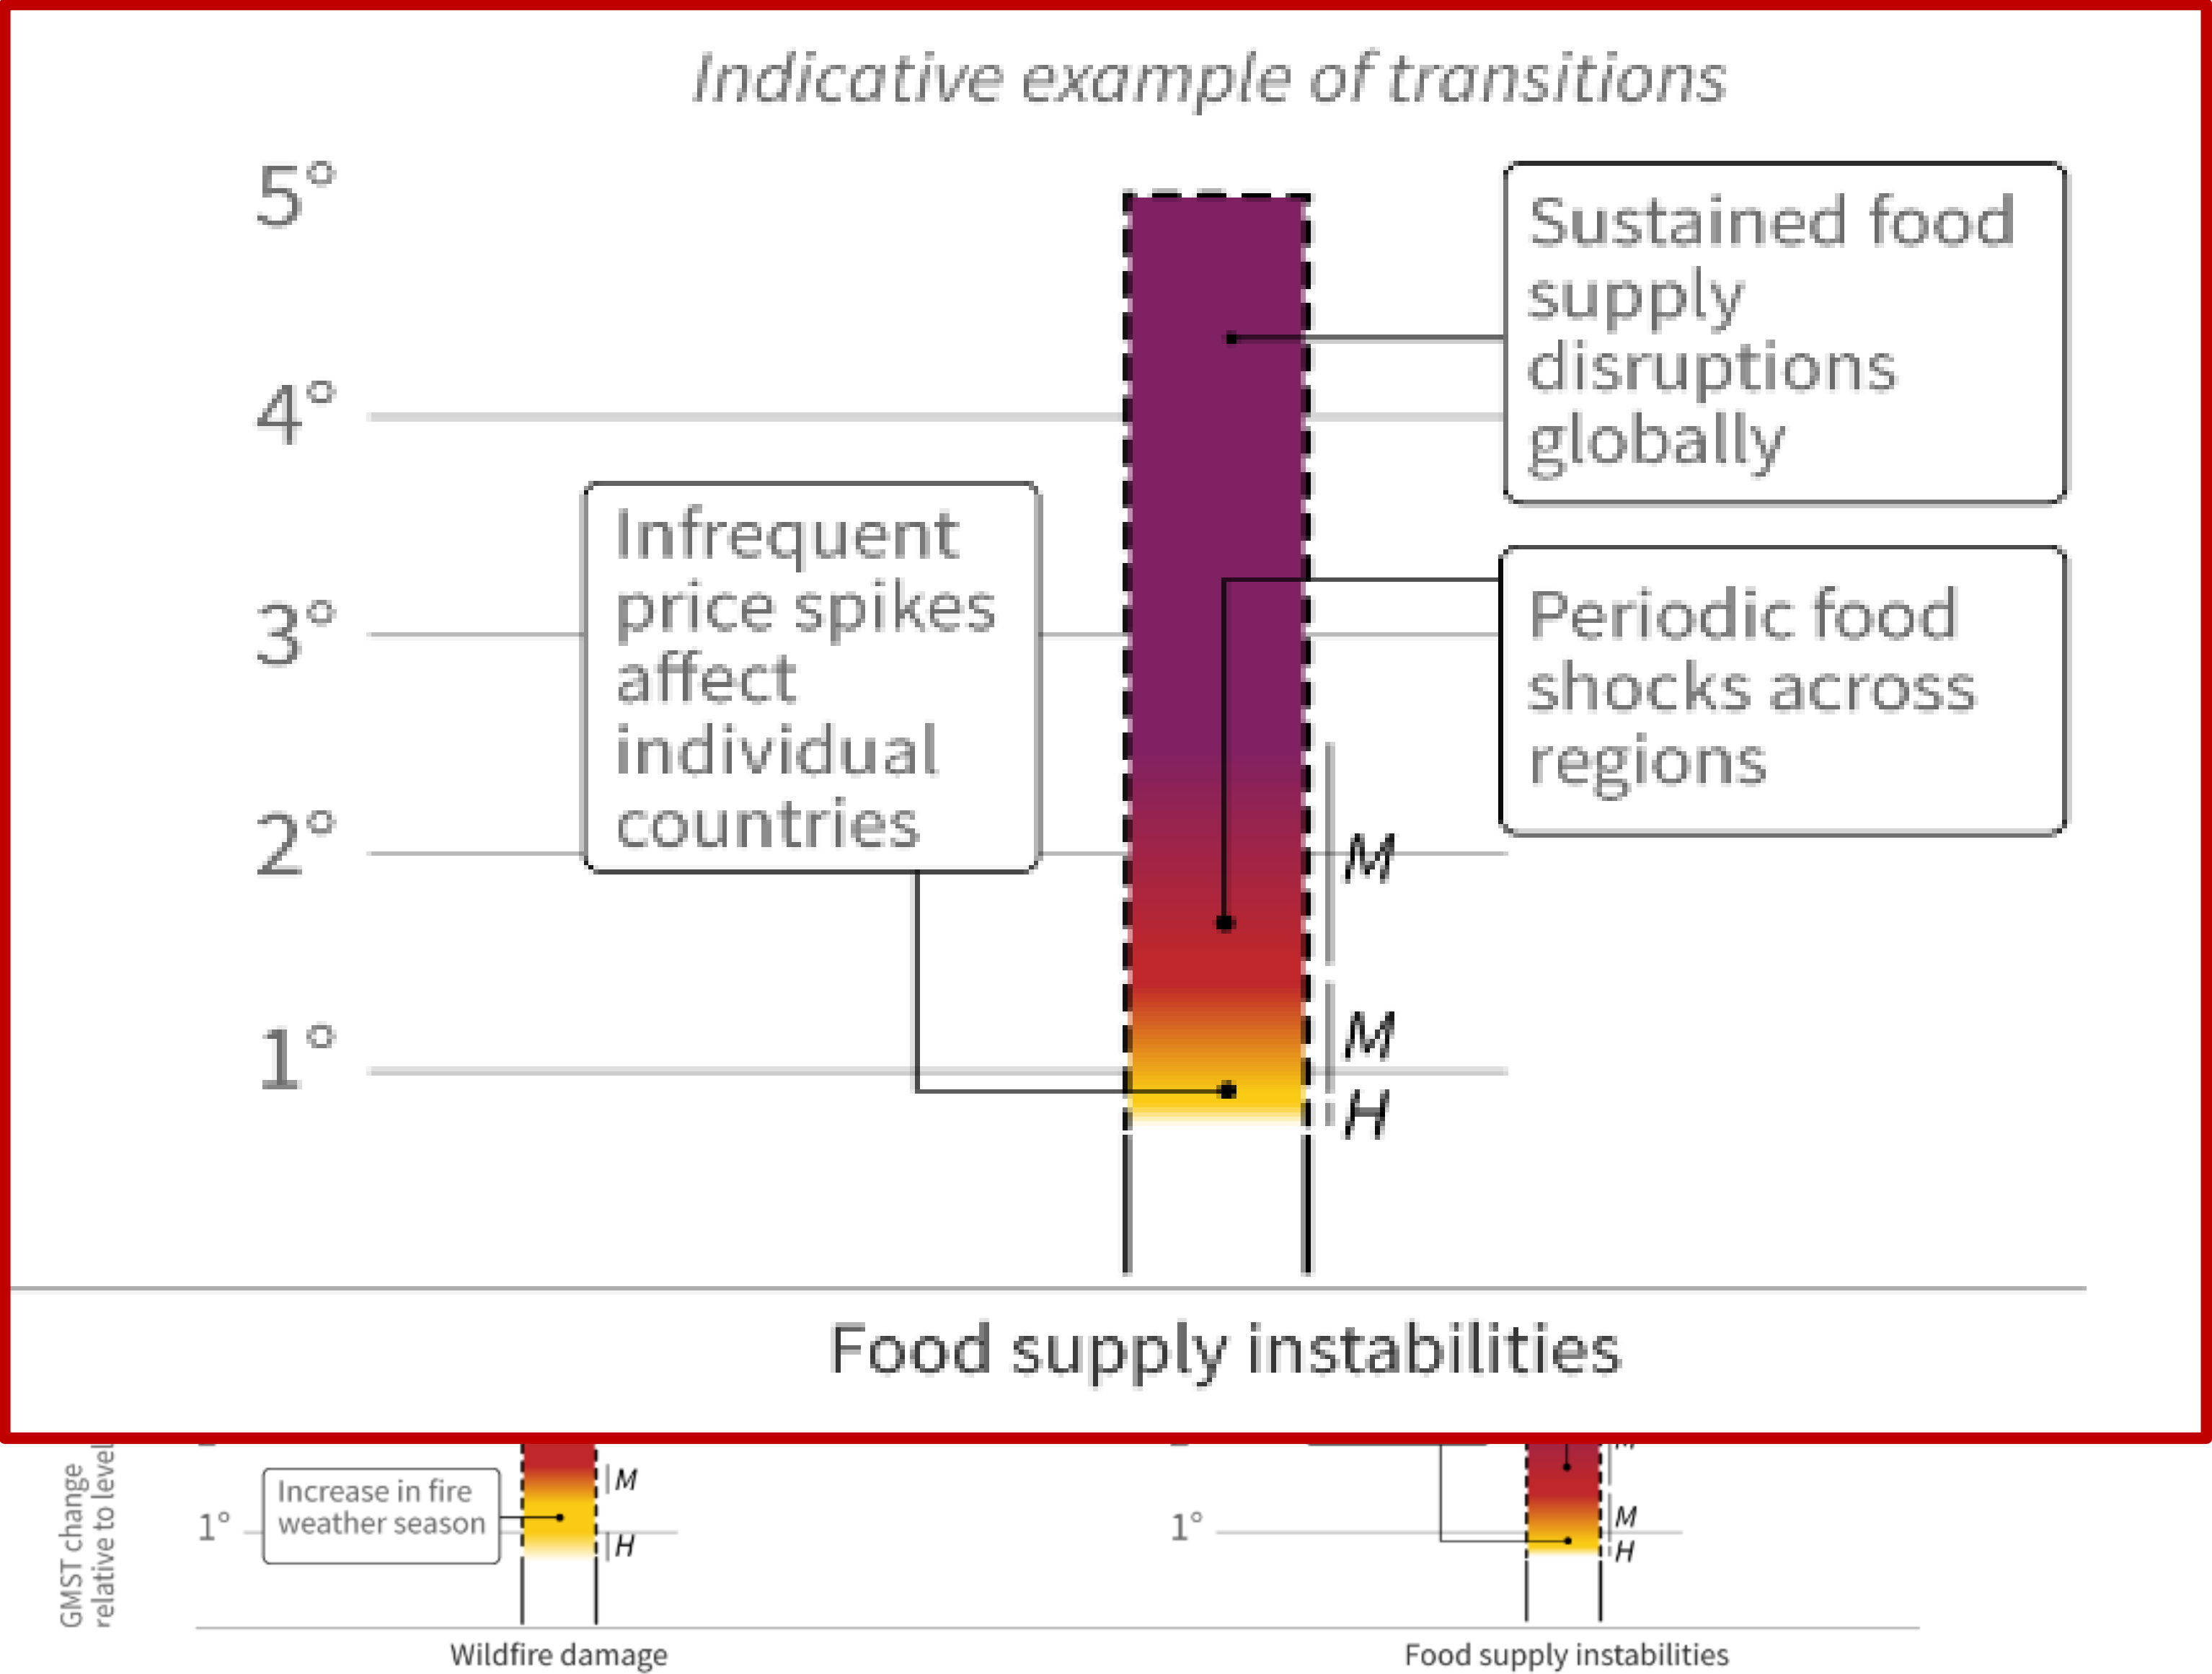 Indicative example of transitions
5°
Sustained food
supply
disruptions
globally
4°
Infrequent
price spikes
affect
individual
countries
3°
Periodic food
shocks across
regions
2°
M
M
1°
H
Food supply instabilities
GMST change
relative to level
Increase in fire
weather season
1°
M
H
Wildfire damage
1°
M
H
Food supply instabilities